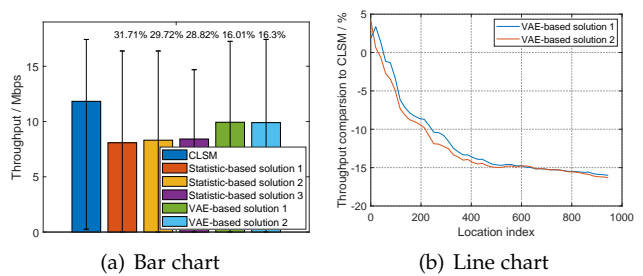 31.71% 29.72% 28.82% 16.01% 16.3%
15
10
5
0
Throughput / Mbps
CLSM
Statistic-based solution 1
Statistic-based solution 2
Statistic-based solution 3
VAE-based solution 1
VAE-based solution 2
(a) Bar chart
VAE-based solution 1
VAE-based solution 2
5
0
-5
-10
-15
-20
Throughput comparsion to CLSM / %
0 200 400 600 800 1000
Location index
(b) Line chart